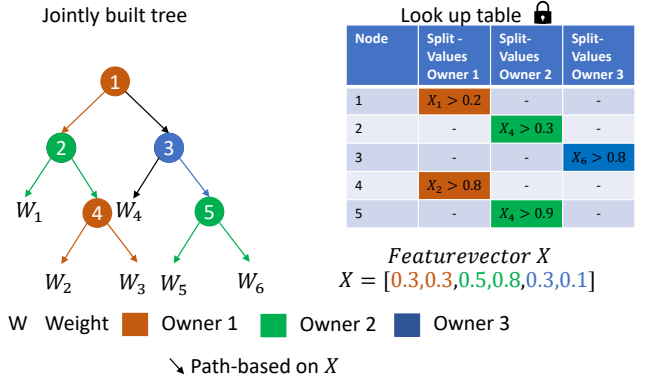 Jointly built tree
Look up table
Node Split - Values Owner 1 Split- Values Owner 2 Split- Values Owner 3
1 X₁ > 0.2 - -
2 - X₄ > 0.3 -
3 - - X₆ > 0.8
4 X₂ > 0.8 - -
5 - X₄ > 0.9 -
1
2 3
W₁ 4 W₄ 5
W₂ W₃ W₅ W₆
Featurevector X
X = [0.3,0.3,0.5,0.8,0.3,0.1]
W Weight Owner 1 Owner 2 Owner 3
Path-based on X